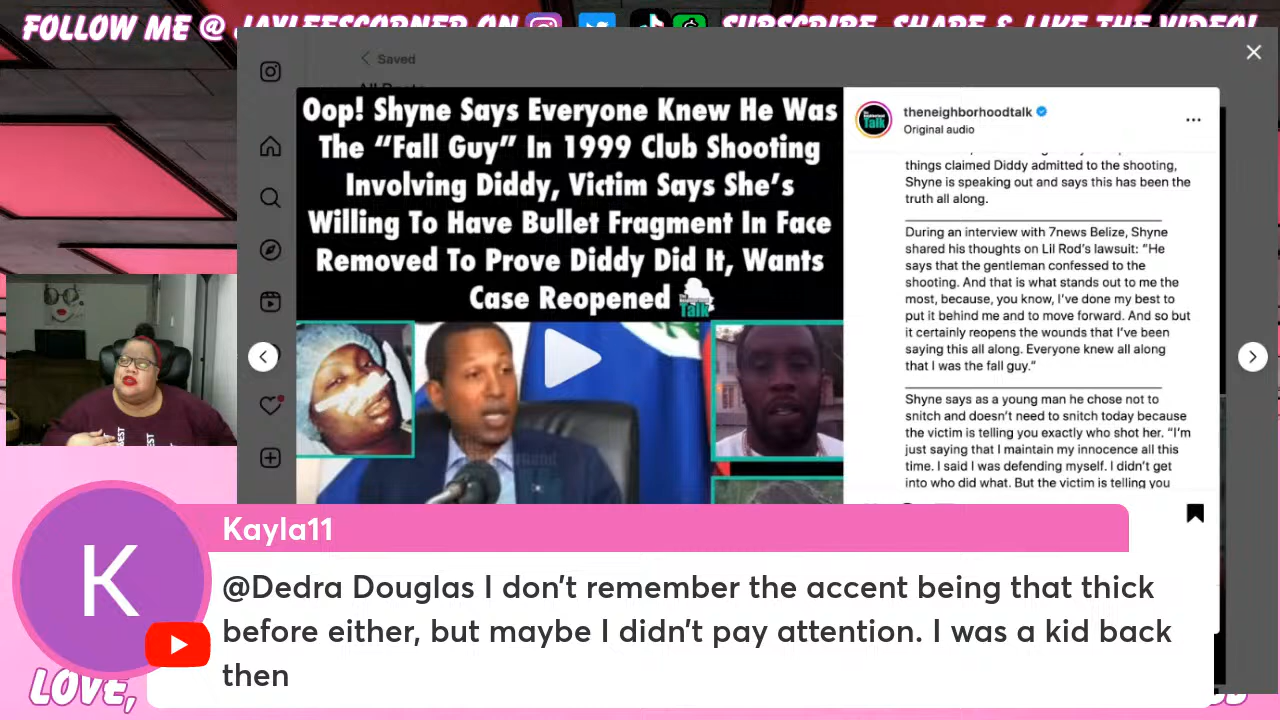 FOLLOW ME @ JAYLEESCORNER ON
SUBSCRIBE, SHARE & LIKE THE VIDEO!
Saved
All Posts
Oop! Shyne Says Everyone Knew He Was
The “Fall Guy” In 1999 Club Shooting
Involving Diddy, Victim Says She’s
Willing To Have Bullet Fragment In Face
Removed To Prove Diddy Did It, Wants
Case Reopened
Talk
theneighborhoodtalk
Original audio
things claimed Diddy admitted to the shooting,
Shyne is speaking out and says this has been the
truth all along.
During an interview with 7news Belize, Shyne
shared his thoughts on Lil Rod’s lawsuit: “He
says that the gentleman confessed to the
shooting. And that is what stands out to me the
most, because, you know, I’ve done my best to
put it behind me and to move forward. And so but
it certainly reopens the wounds that I’ve been
saying this all along. Everyone knew all along
that I was the fall guy.“
Shyne says as a young man he chose not to
snitch and doesn’t need to snitch today because
the victim is telling you exactly who shot her. “I’m
just saying that I maintain my innocence all this
time. I said I was defending myself. I didn’t get
into who did what. But the victim is telling you
K
Kayla11
@Dedra Douglas I don’t remember the accent being that thick
before either, but maybe I didn’t pay attention. I was a kid back
then
LOVE,